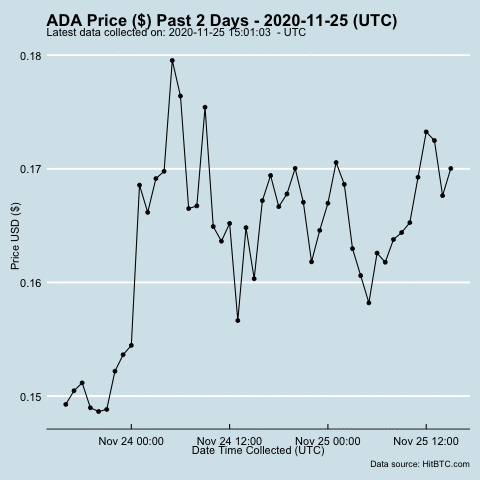 ADA Price ($) Past 2 Days - 2020-11-25 (UTC)
Latest data collected on: 2020-11-25 15:01:03  - UTC
0.18
0.17
0.16
0.15
Price USD ($)
Nov 24 00:00 Nov 24 12:00 Nov 25 00:00 Nov 25 12:00
Date Time Collected (UTC)
Data source: HitBTC.com